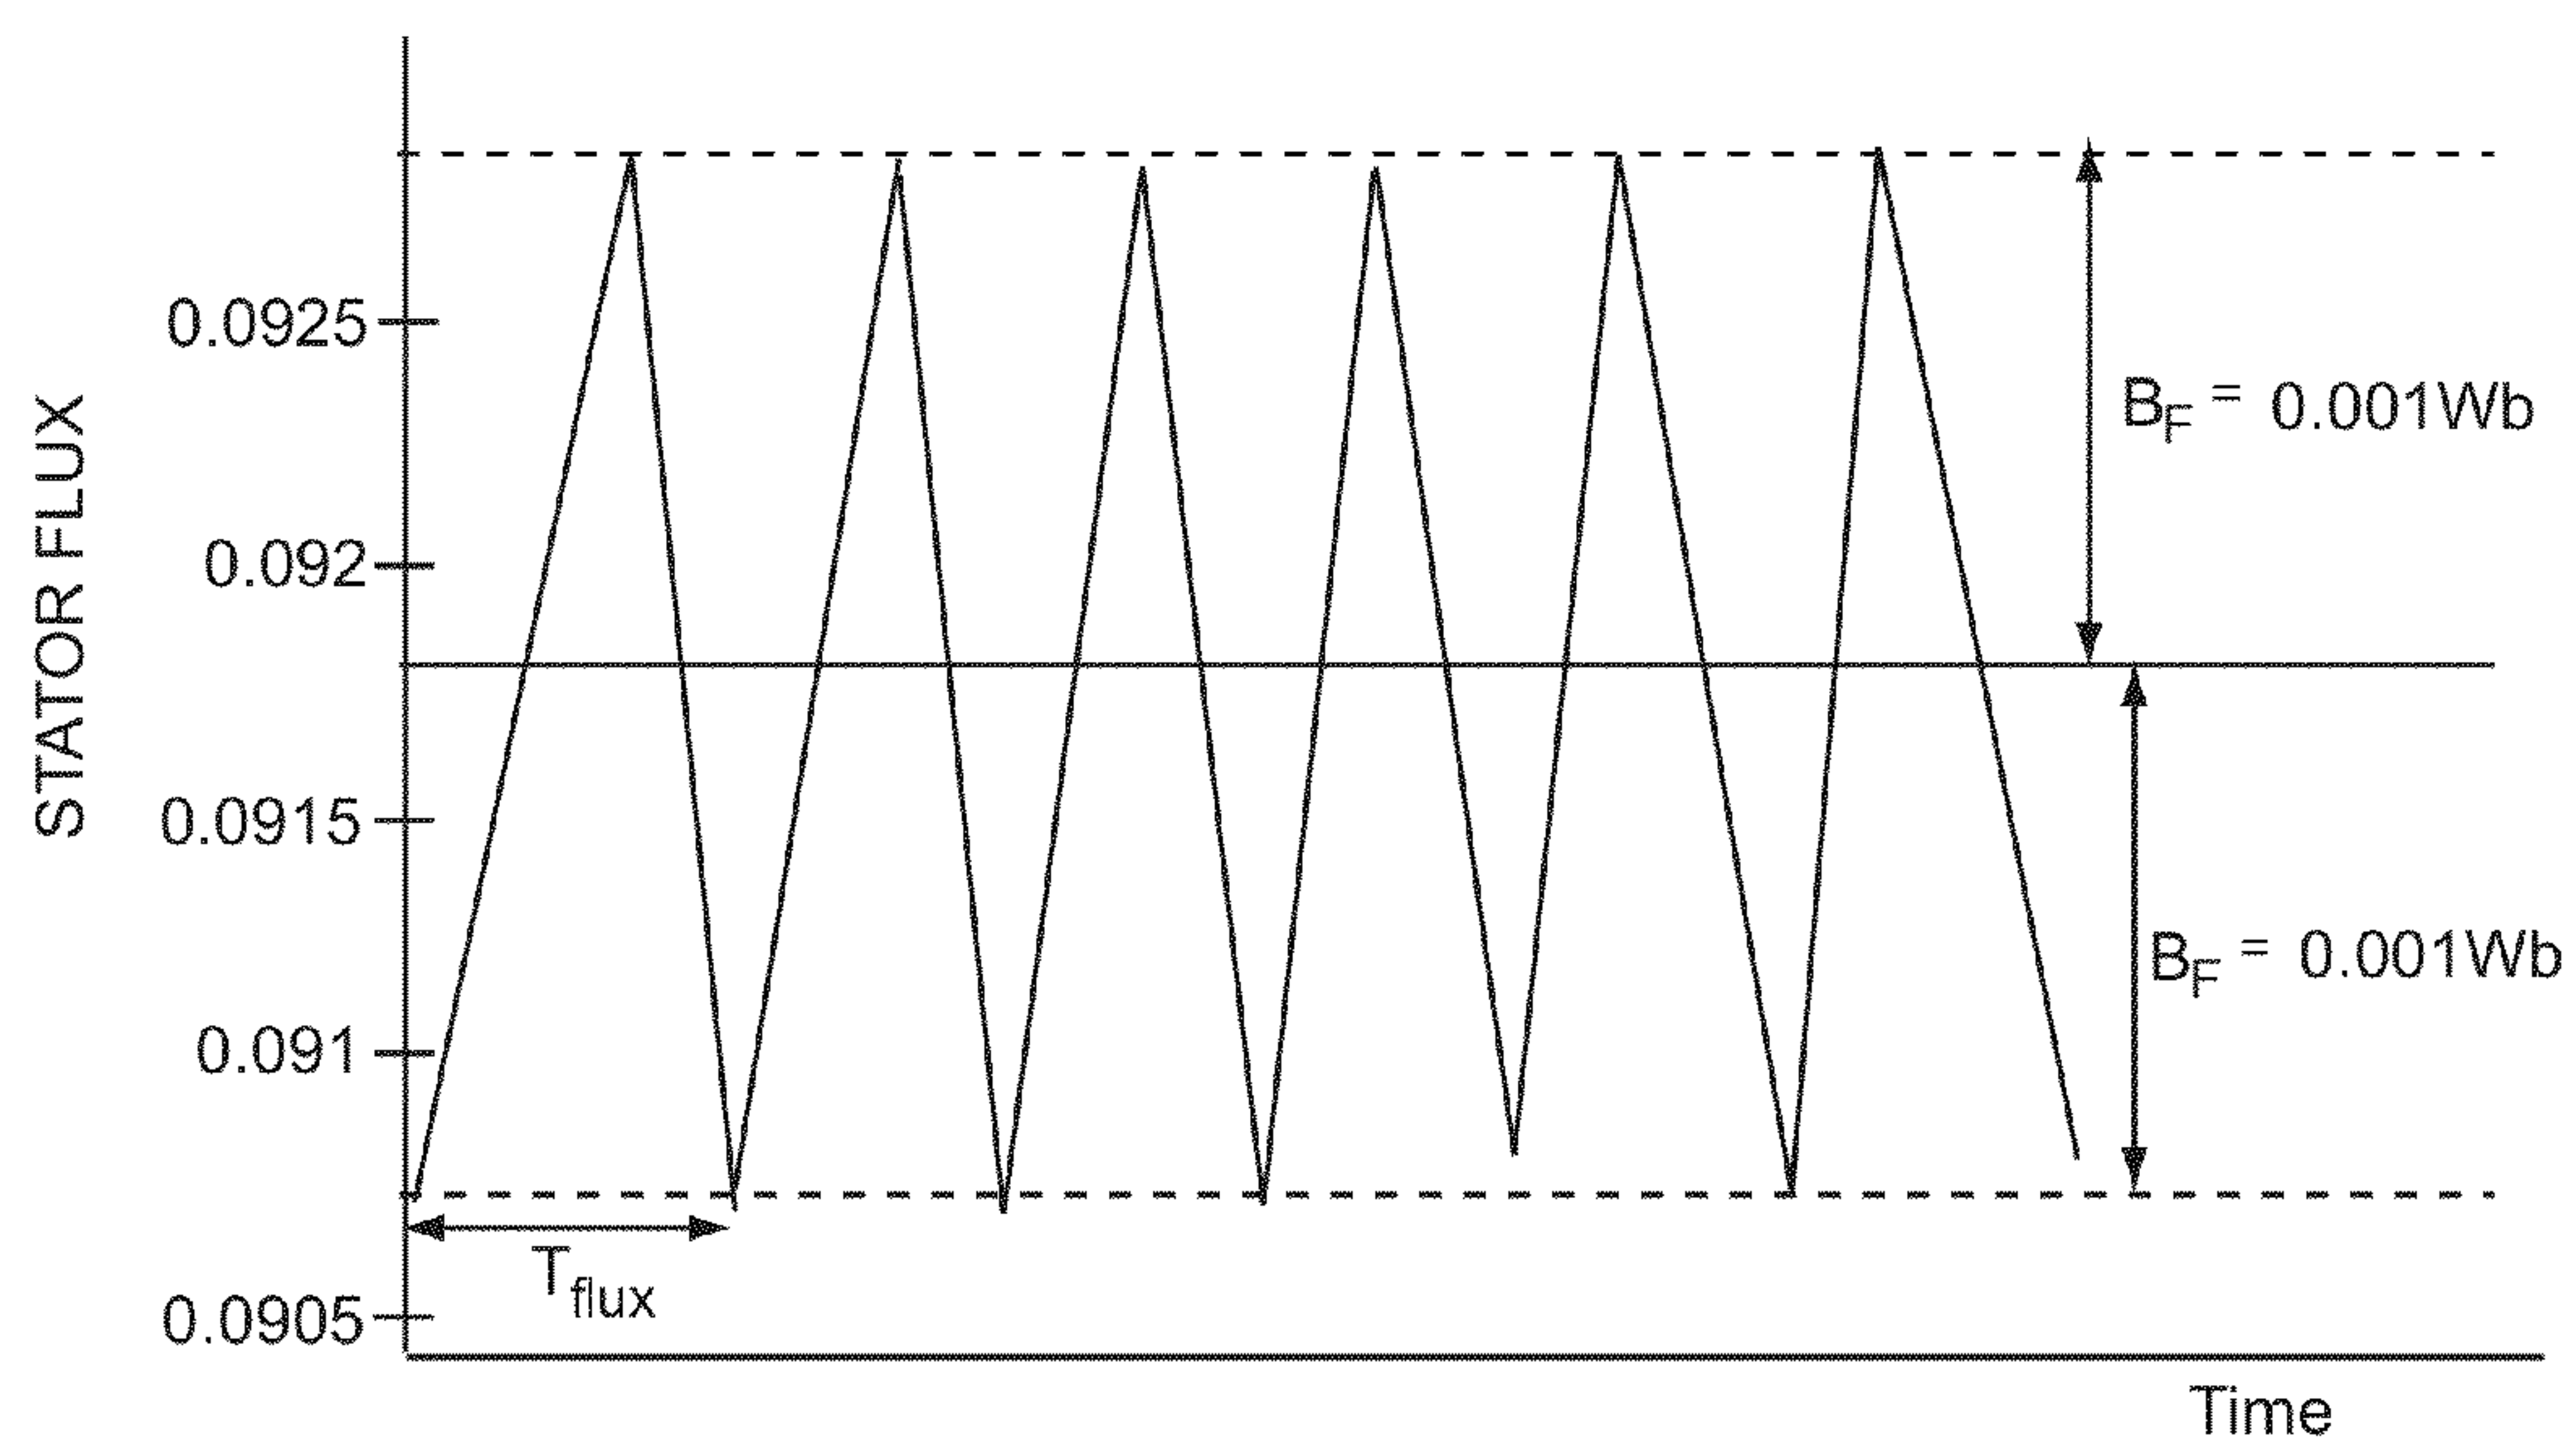 STATOR FLUX
0.0925
0.092
0.0915
0.091
0.0905
B_F = 0.001Wb
B_F = 0.001Wb
T_flux
Time